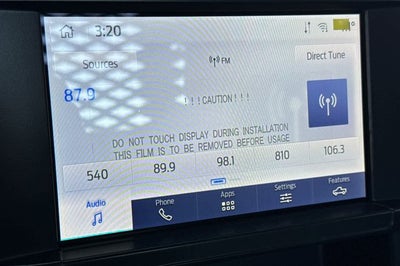 3:20
Sources
FM
Direct Tune
87.9
!!!CAUTION!!!
DO NOT TOUCH DISPLAY DURING INSTALLATION
THIS FILM IS TO BE REMOVED BEFORE USAGE
540 89.9 98.1 810 106.3
Audio Phone Apps Settings Features